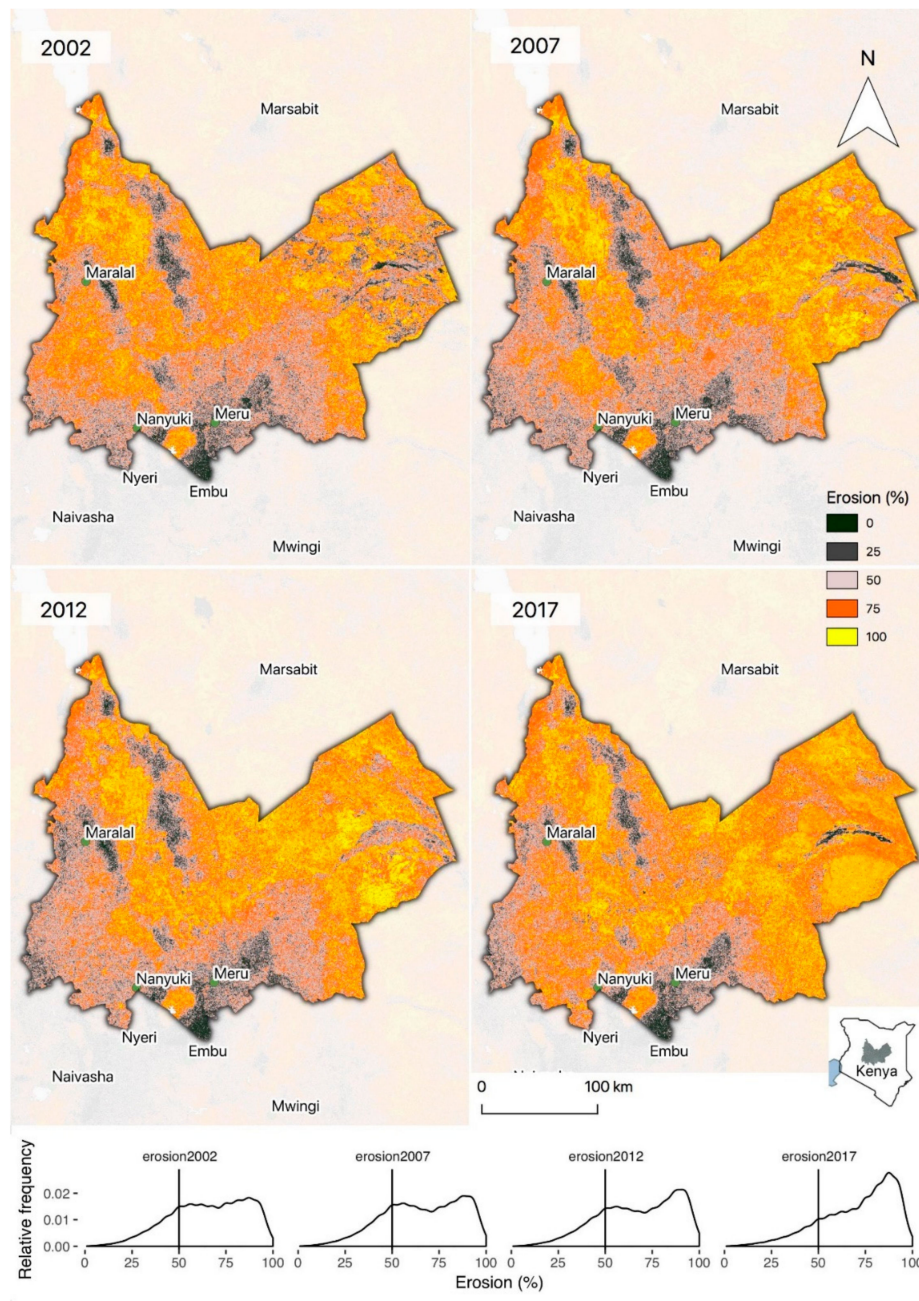 2002
2007
N
Marsabit
Maralal
Nanyuki
Meru
Nyeri
Embu
Naivasha
Mwingi
Marsabit
Maralal
Nanyuki
Meru
Nyeri
Embu
Naivasha
Mwingi
Erosion (%)
0
25
50
75
100
2012
2017
Marsabit
Maralal
Nanyuki
Meru
Nyeri
Embu
Naivasha
Mwingi
Marsabit
Maralal
Nanyuki
Meru
Nyeri
Embu
Kenya
0 100 km
Relative frequency
erosion2002 erosion2007 erosion2012 erosion2017
0.02
0.01
0.00
0 25 50 75 100 0 25 50 75 100 0 25 50 75 100 0 25 50 75 100
Erosion (%)